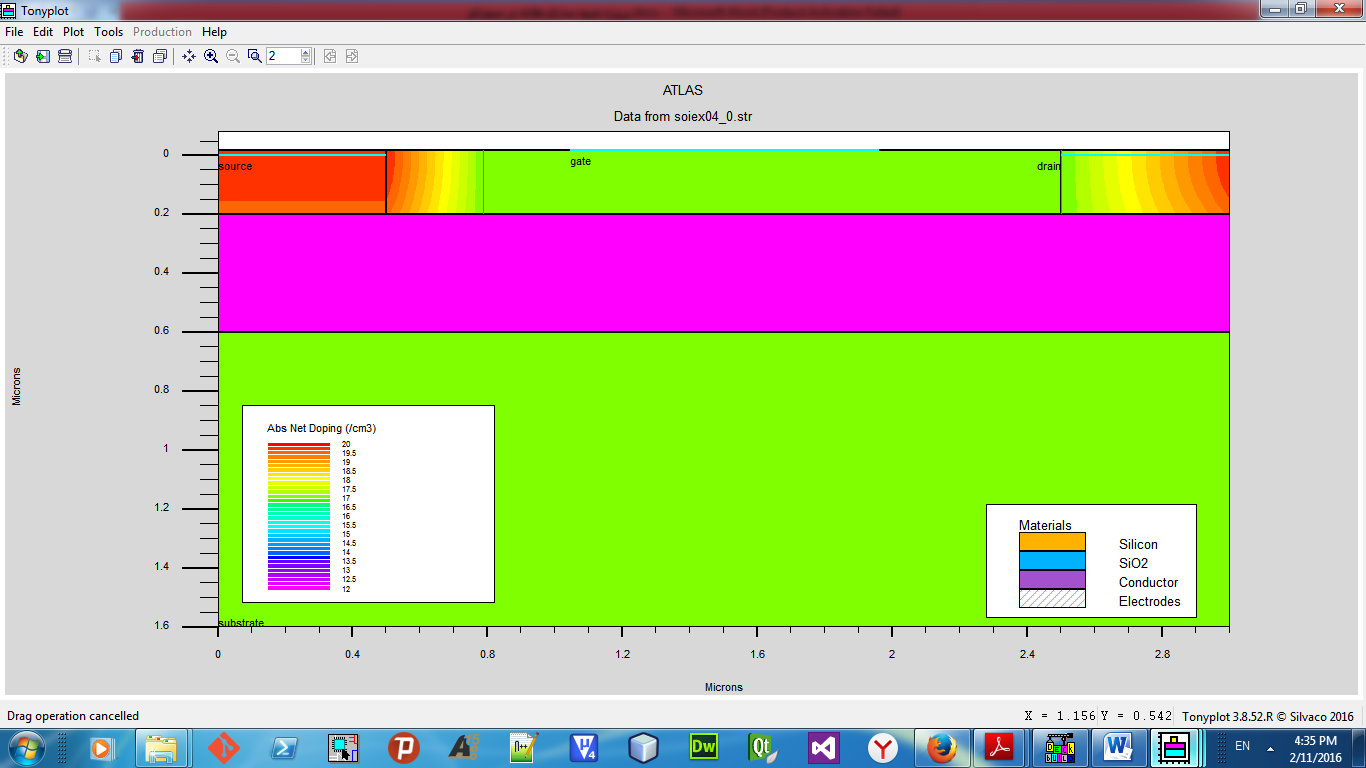 Tonyplot
File Edit Plot Tools Production Help
2
ATLAS
Data from soiex04_0.str
0
0.2
0.4
0.6
0.8
1
1.2
1.4
1.6
Microns
source
gate
drain
Abs Net Doping (/cm3)
20
19.5
19
18.5
18
17.5
17
16.5
16
15.5
15
14.5
14
13.5
13
12.5
12
Materials
Silicon
SiO2
Conductor
Electrodes
substrate
0 0.4 0.8 1.2 1.6 2 2.4 2.8
Microns
Drag operation cancelled
X = 1.156 Y = 0.542 Tonyplot 3.8.52.R © Silvaco 2016
Dw
Qt
EN
4:35 PM
2/11/2016